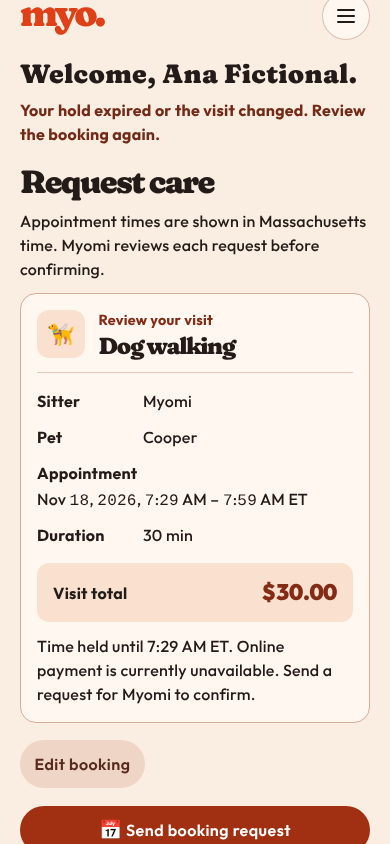 myo.
Welcome, Ana Fictional.
Your hold expired or the visit changed. Review
the booking again.
Request care
Appointment times are shown in Massachusetts
time. Myomi reviews each request before
confirming.
Review your visit
Dog walking
Sitter Myomi
Pet Cooper
Appointment
Nov 18, 2026, 7:29 AM – 7:59 AM ET
Duration 30 min
Visit total $30.00
Time held until 7:29 AM ET. Online
payment is currently unavailable. Send a
request for Myomi to confirm.
Edit booking
📅 Send booking request